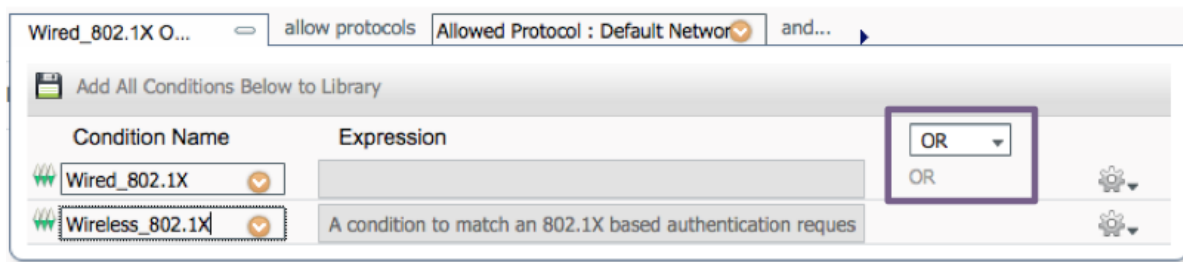 Wired_802.1X O... allow protocols Allowed Protocol : Default Networ and...
Add All Conditions Below to Library
Condition Name Expression OR
Wired_802.1X OR
Wireless_802.1X A condition to match an 802.1X based authentication reques